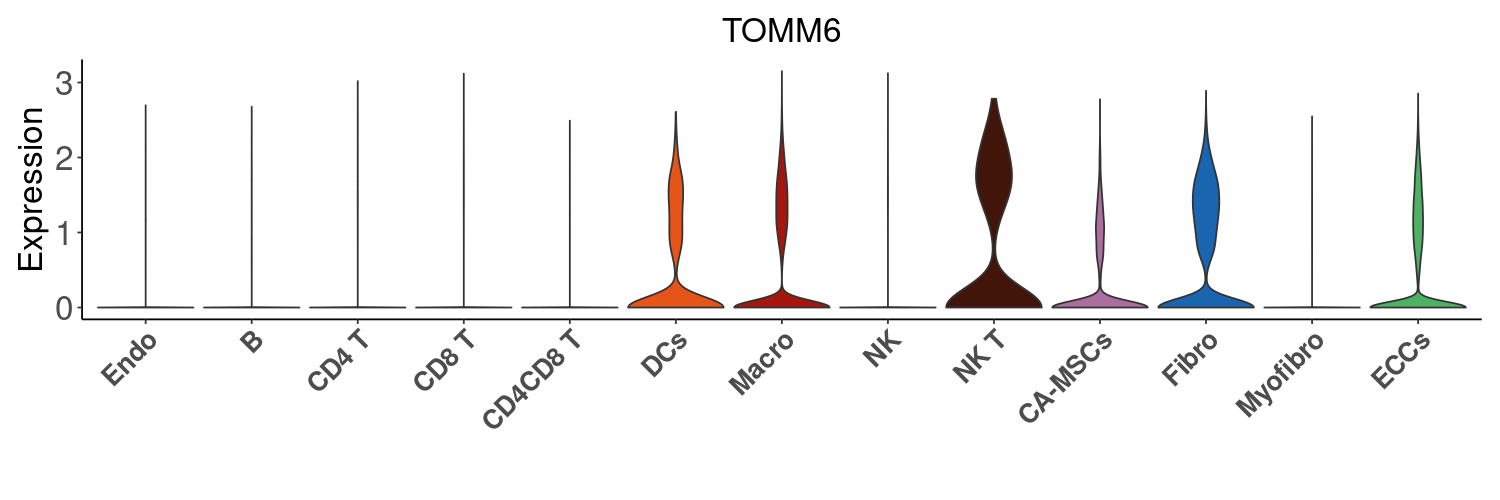 TOMM6
Expression
3
2
1
0
Endo
B
CD4 T
CD8 T
CD4CD8 T
DCs
Macro
NK
NK T
CA-MSCs
Fibro
Myofibro
ECCs